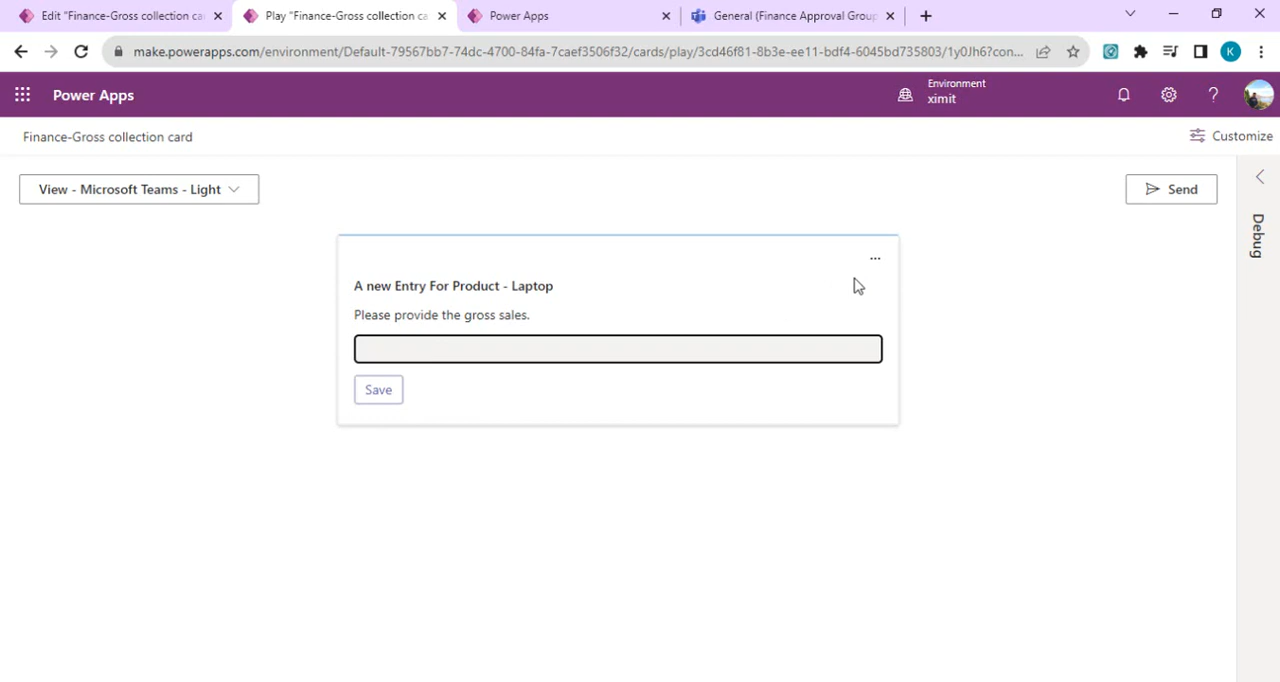 Edit "Finance-Gross collection ca
Play "Finance-Gross collection c
Power Apps
General (Finance Approval Group
make.powerapps.com/environment/Default-79567bb7-74dc-4700-84fa-7caef3506f32/cards/play/3cd46f81-8b3e-ee11-bdf4-6045bd735803/1y0Jh6?con...
K
Power Apps
Environment
ximit
Finance-Gross collection card
Customize
View - Microsoft Teams - Light
Send
Debug
...
A new Entry For Product - Laptop
Please provide the gross sales.
Save